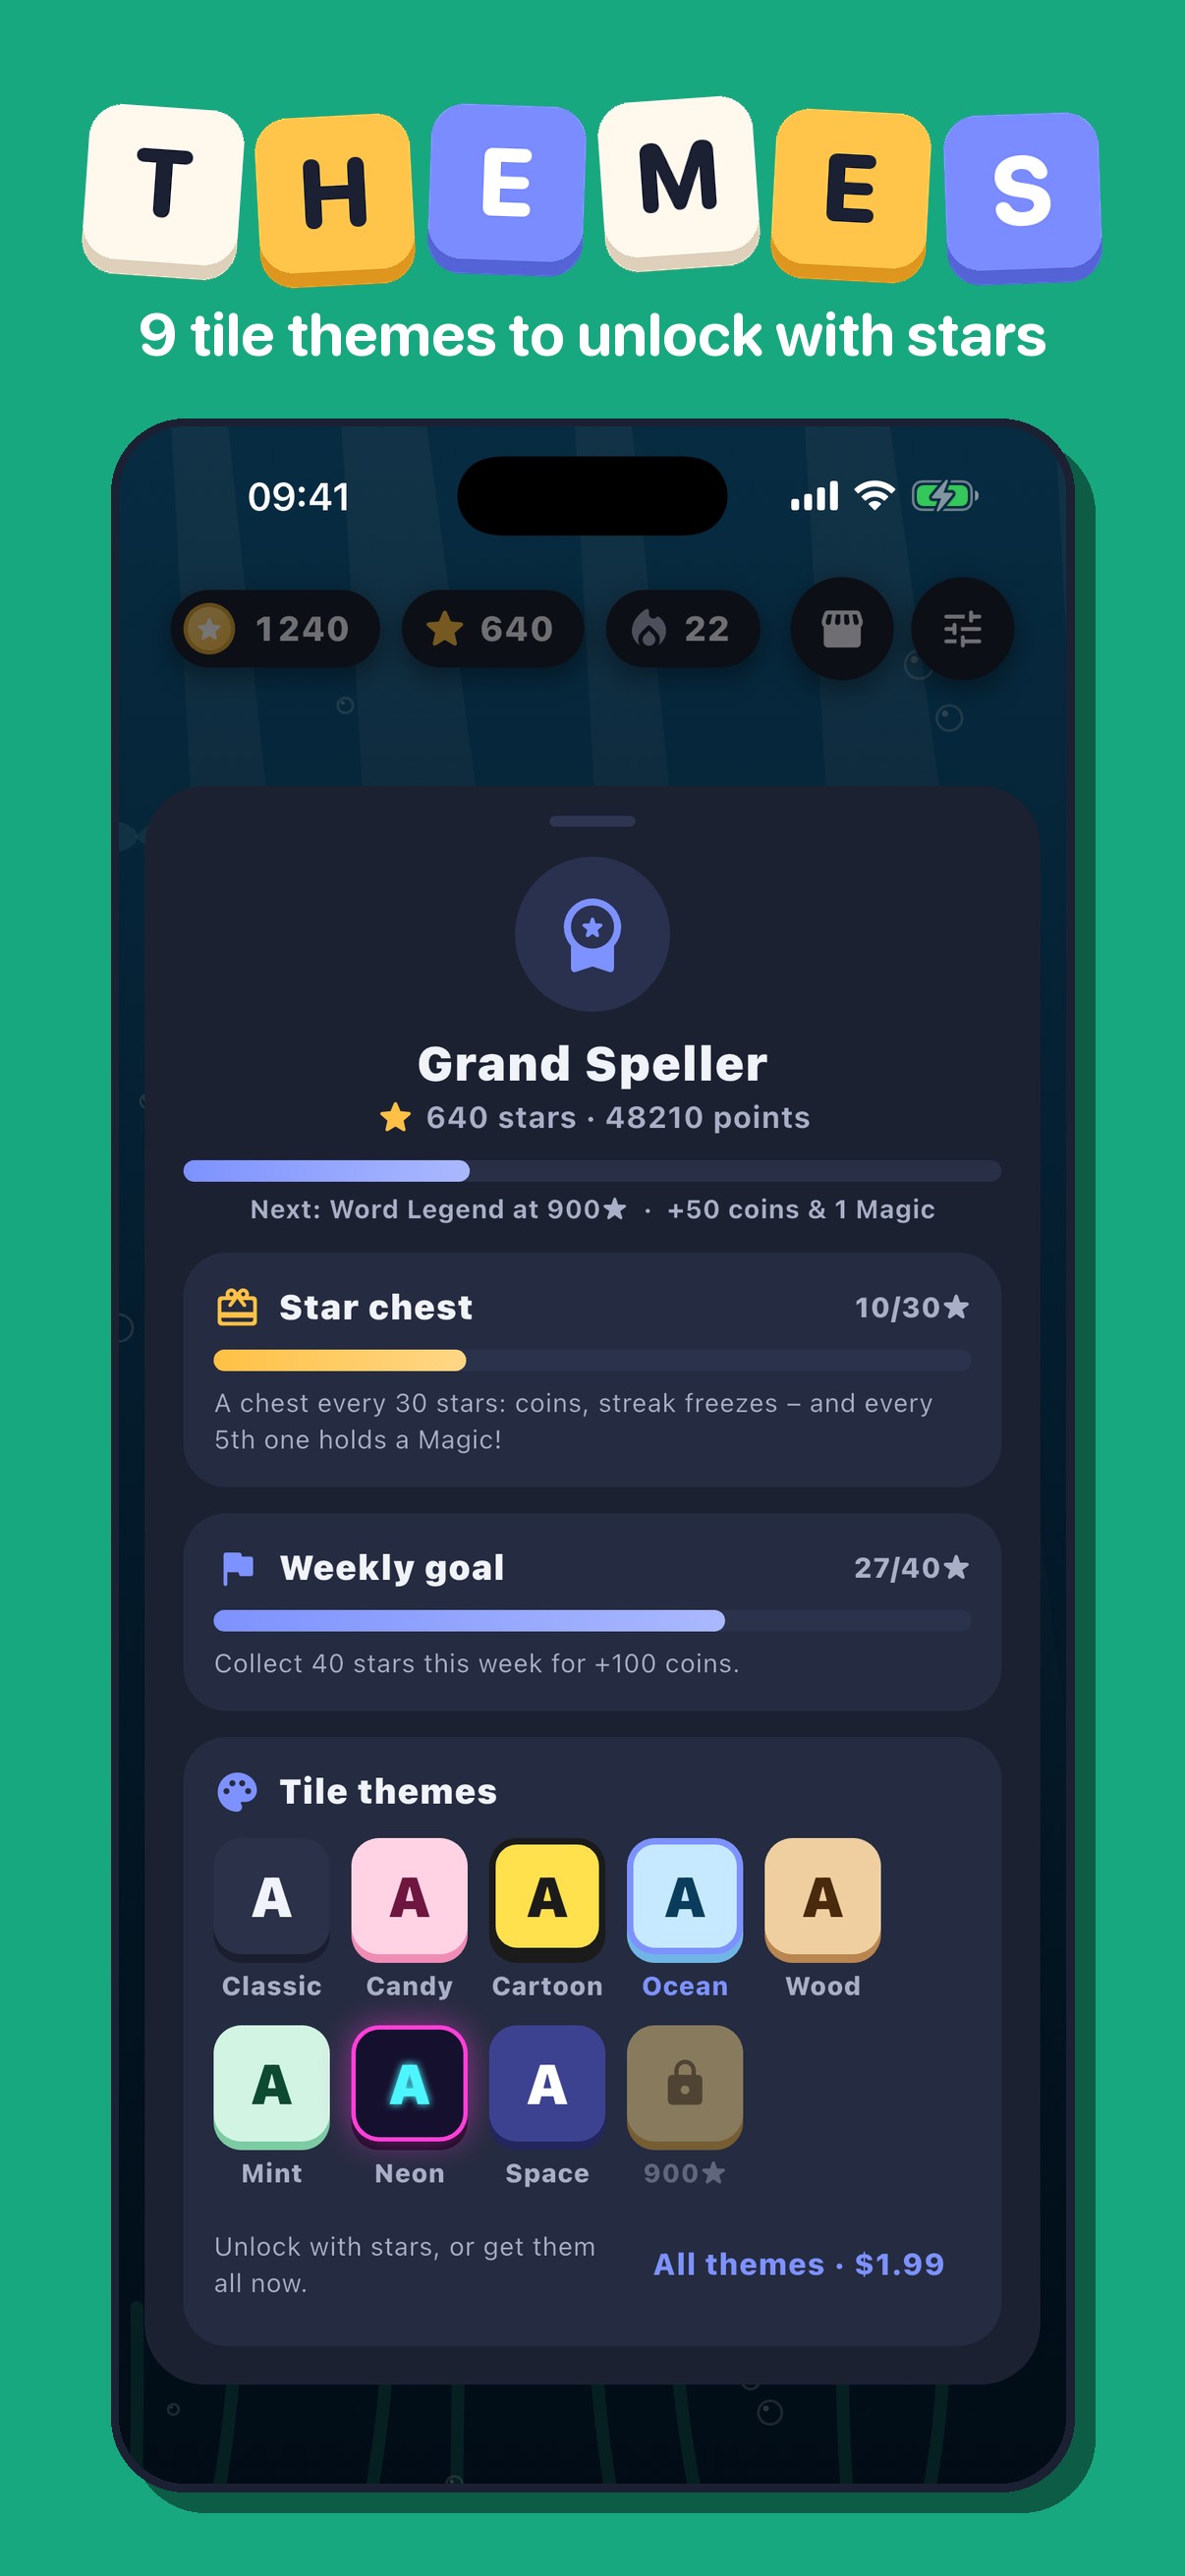 THEMES
9 tile themes to unlock with stars
09:41
1240 640 22
Grand Speller
640 stars · 48210 points
Next: Word Legend at 900★ · +50 coins & 1 Magic
Star chest 10/30★
A chest every 30 stars: coins, streak freezes – and every
5th one holds a Magic!
Weekly goal 27/40★
Collect 40 stars this week for +100 coins.
Tile themes
A A A A A
Classic Candy Cartoon Ocean Wood
A A A
Mint Neon Space 900★
Unlock with stars, or get them
all now.
All themes · $1.99